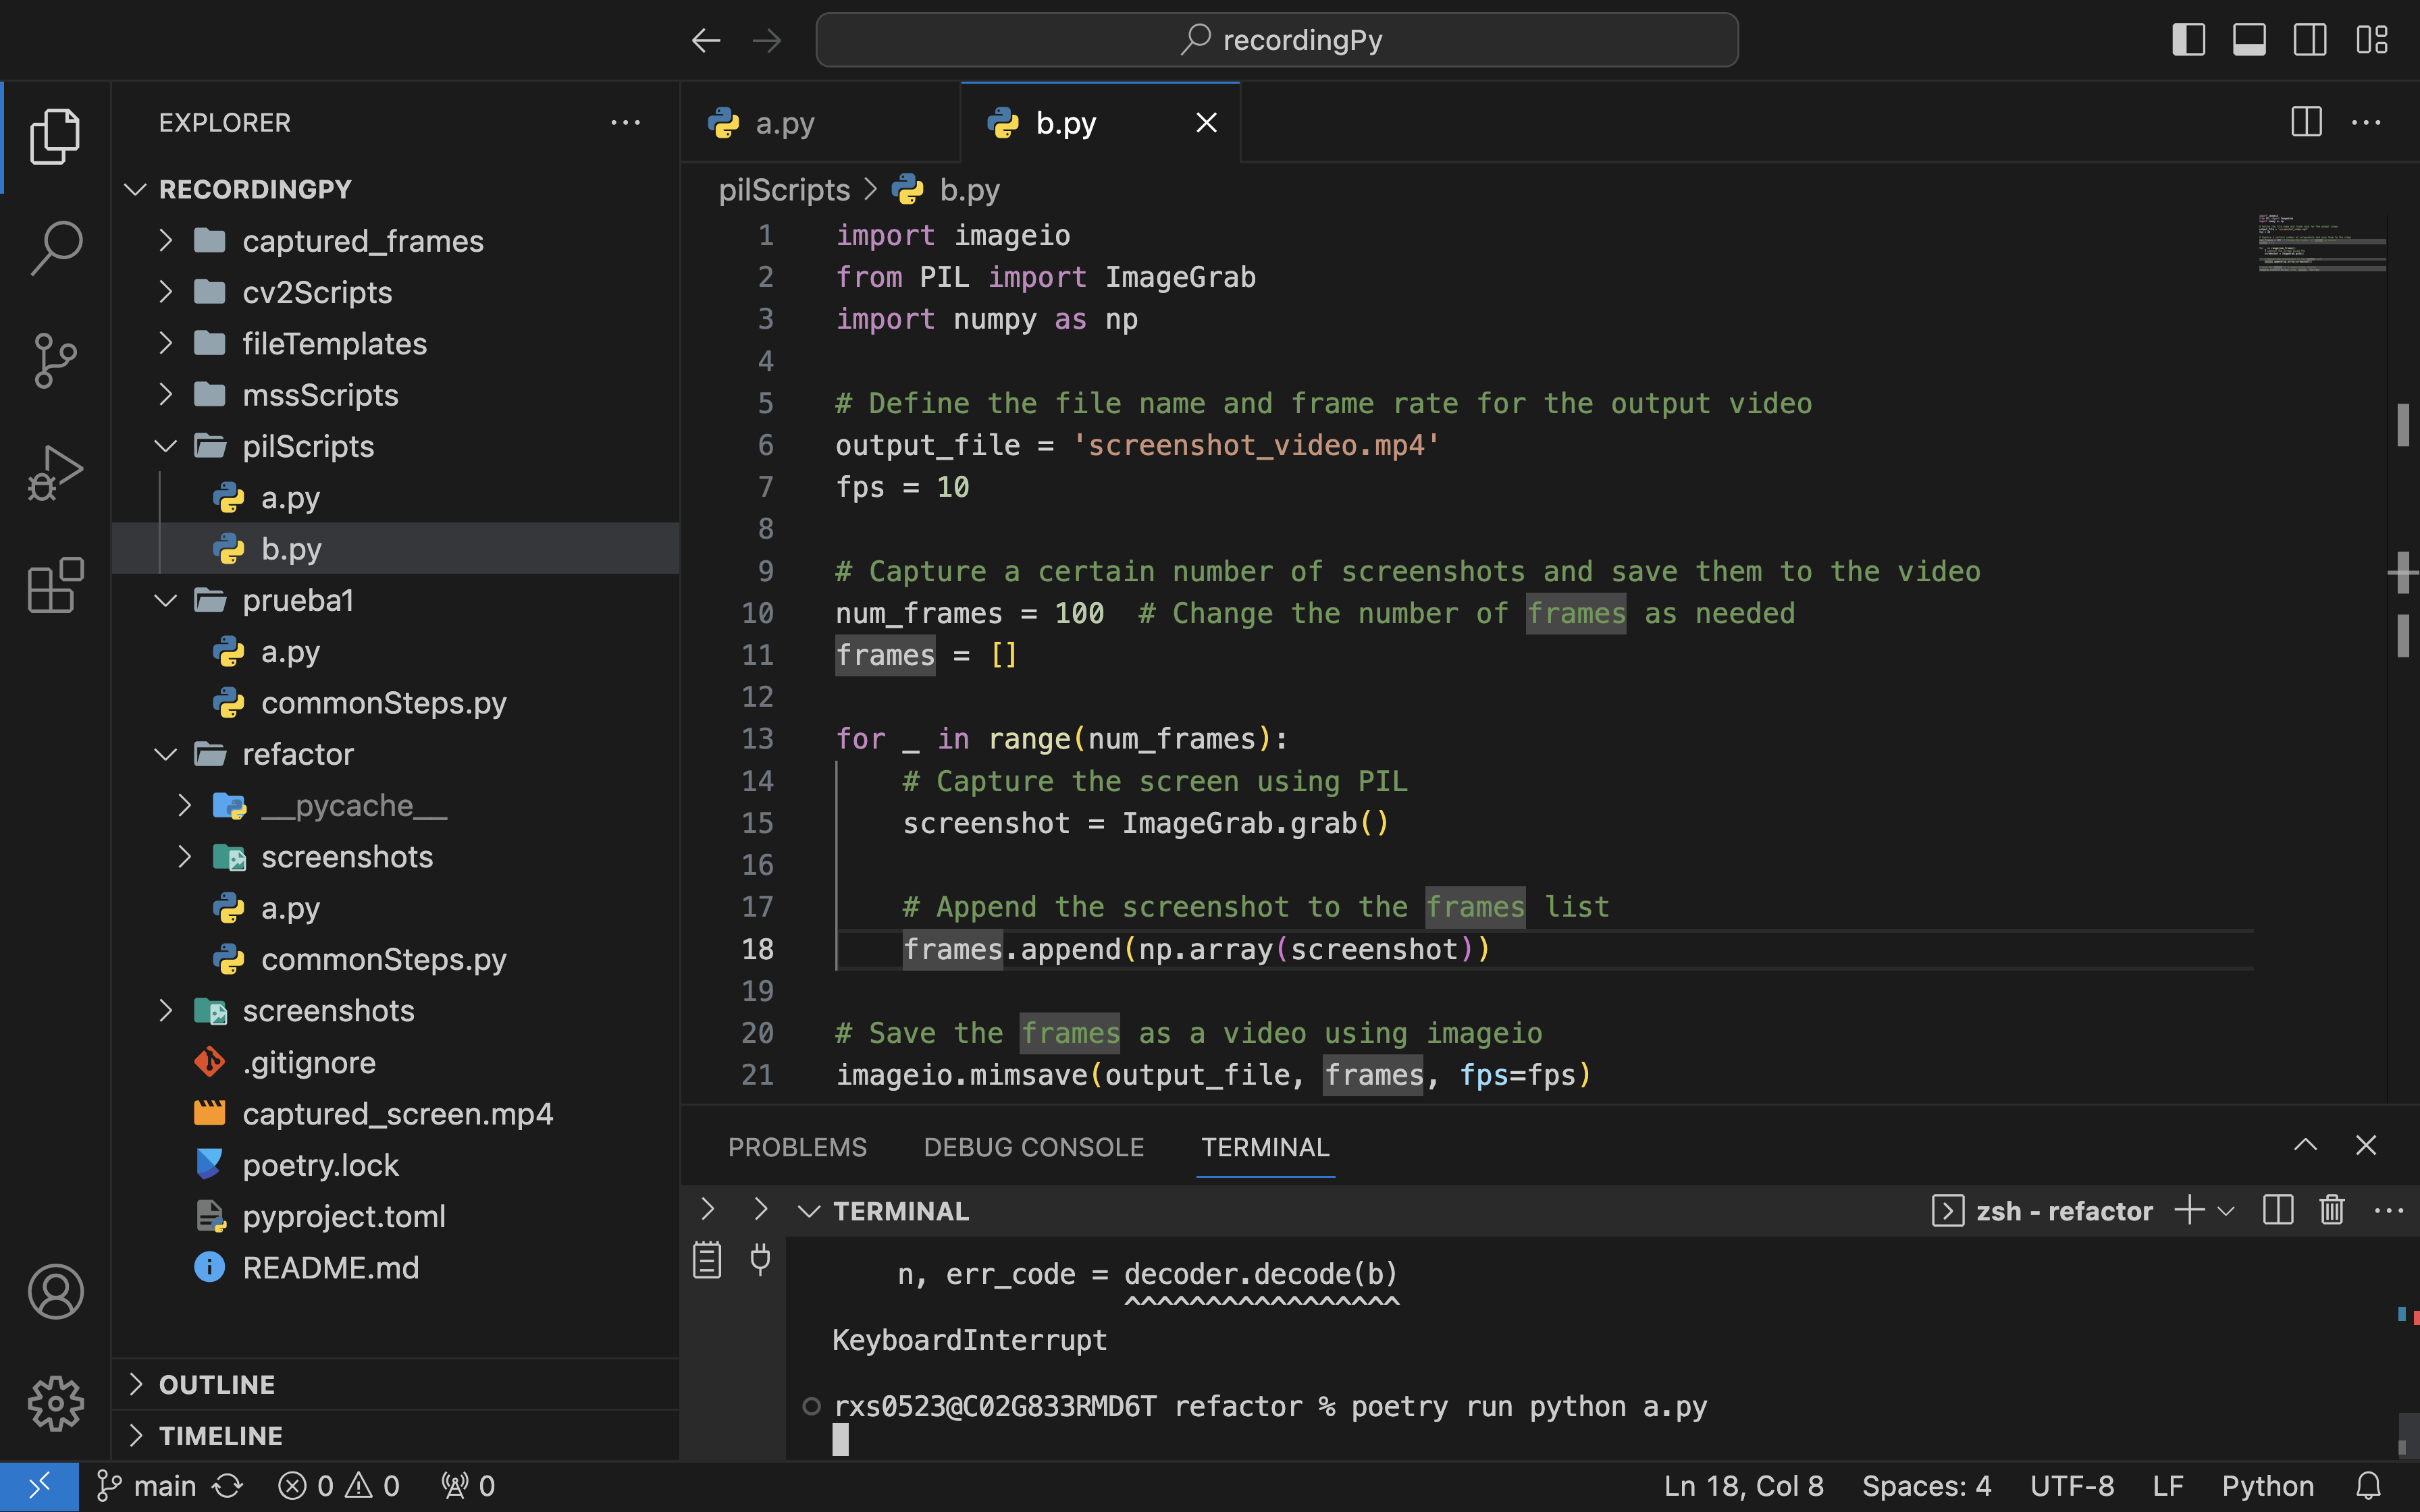 recordingPy
EXPLORER
RECORDINGPY
captured_frames
cv2Scripts
fileTemplates
mssScripts
pilScripts
a.py
b.py
prueba1
a.py
commonSteps.py
refactor
__pycache__
screenshots
a.py
commonSteps.py
screenshots
.gitignore
captured_screen.mp4
poetry.lock
pyproject.toml
README.md
OUTLINE
TIMELINE
a.py
b.py
pilScripts > b.py
1 import imageio
2 from PIL import ImageGrab
3 import numpy as np
4
5 # Define the file name and frame rate for the output video
6 output_file = 'screenshot_video.mp4'
7 fps = 10
8
9 # Capture a certain number of screenshots and save them to the video
10 num_frames = 100  # Change the number of frames as needed
11 frames = []
12
13 for _ in range(num_frames):
14     # Capture the screen using PIL
15     screenshot = ImageGrab.grab()
16
17     # Append the screenshot to the frames list
18     frames.append(np.array(screenshot))
19
20 # Save the frames as a video using imageio
21 imageio.mimsave(output_file, frames, fps=fps)
PROBLEMS DEBUG CONSOLE TERMINAL
TERMINAL
zsh - refactor
n, err_code = decoder.decode(b)
^^^^^^^^^^^^^^^^^
KeyboardInterrupt
rxs0523@C02G833RMD6T refactor % poetry run python a.py
main 0 0 0 Ln 18, Col 8 Spaces: 4 UTF-8 LF Python